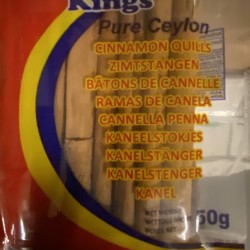 Kings
Pure Ceylon
CINNAMON QUILLS
ZIMTSTANGEN
BÂTONS DE CANNELLE
RAMAS DE CANELA
CANNELLA PENNA
KANEELSTOKJES
KANELSTANGER
KANELSTENGER
KANEL
50g